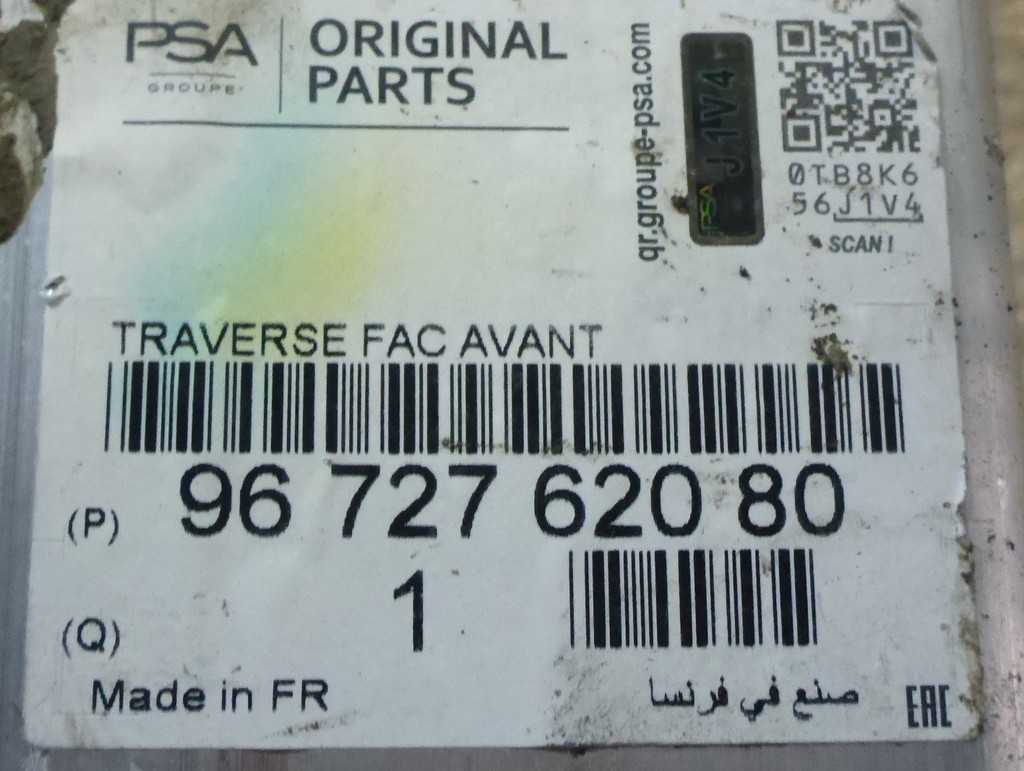 PSA
GROUPE
ORIGINAL
PARTS
qr.groupe-psa.com
PSA J1V4
0TB8K6
56J1V4
SCAN!
TRAVERSE FAC AVANT
(P) 96 727 620 80
(Q) 1
Made in FR
صنع في فرنسا
EAC